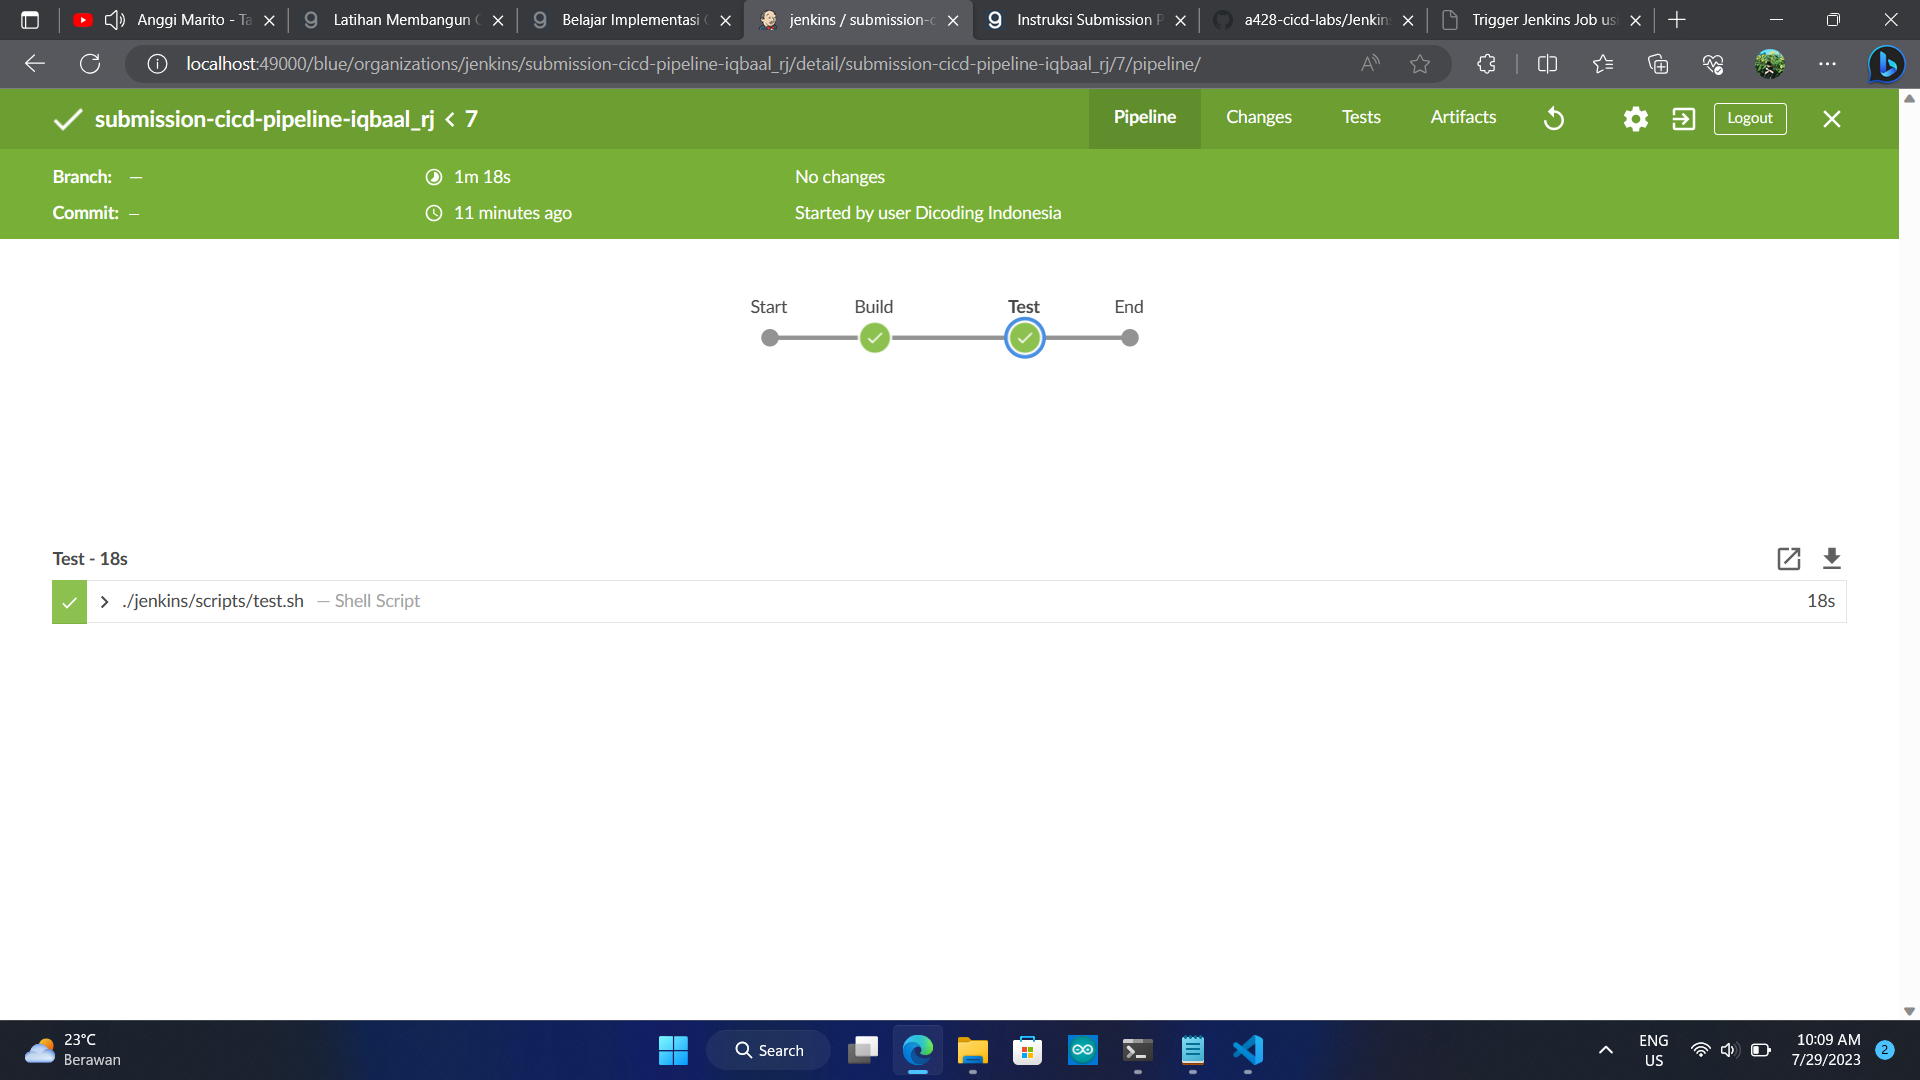 Anggi Marito - Ta
Latihan Membangun C
Belajar Implementasi C
jenkins / submission-c
Instruksi Submission P
a428-cicd-labs/Jenkins
Trigger Jenkins Job usi
localhost:49000/blue/organizations/jenkins/submission-cicd-pipeline-iqbaal_rj/detail/submission-cicd-pipeline-iqbaal_rj/7/pipeline/
submission-cicd-pipeline-iqbaal_rj < 7
Pipeline
Changes
Tests
Artifacts
Logout
Branch: —
1m 18s
No changes
Commit: –
11 minutes ago
Started by user Dicoding Indonesia
Start
Build
Test
End
Test - 18s
./jenkins/scripts/test.sh — Shell Script
18s
23°C
Berawan
Search
ENG
US
10:09 AM
7/29/2023
2